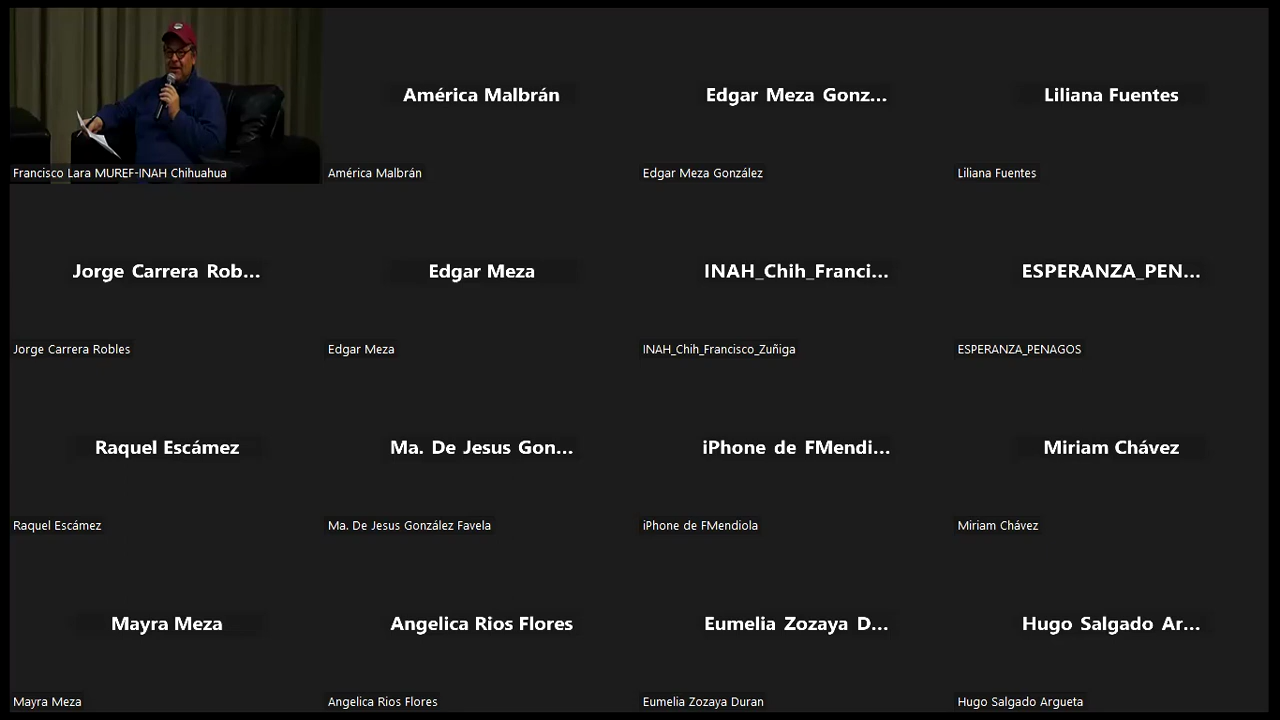 América Malbrán
Edgar Meza Gonz...
Liliana Fuentes
Francisco Lara MUREF-INAH Chihuahua
América Malbrán
Edgar Meza González
Liliana Fuentes
Jorge Carrera Rob...
Edgar Meza
INAH_Chih_Franci...
ESPERANZA_PEN...
Jorge Carrera Robles
Edgar Meza
INAH_Chih_Francisco_Zuñiga
ESPERANZA_PENAGOS
Raquel Escámez
Ma. De Jesus Gon...
iPhone de FMendi...
Miriam Chávez
Raquel Escámez
Ma. De Jesus González Favela
iPhone de FMendiola
Miriam Chávez
Mayra Meza
Angelica Rios Flores
Eumelia Zozaya D...
Hugo Salgado Ar...
Mayra Meza
Angelica Rios Flores
Eumelia Zozaya Duran
Hugo Salgado Argueta